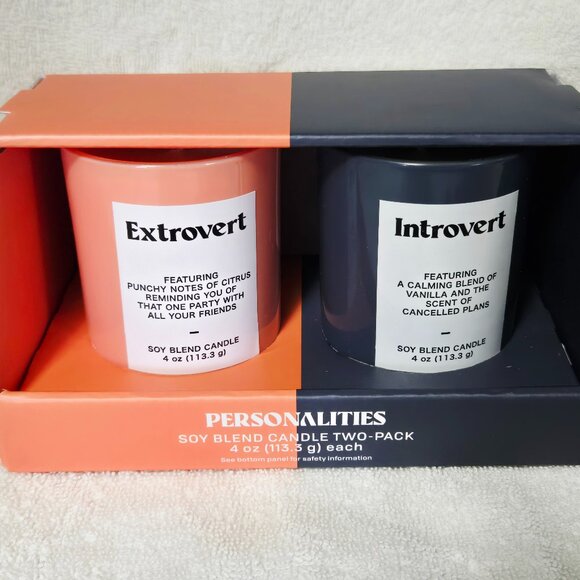 Extrovert
FEATURING
PUNCHY NOTES OF CITRUS
REMINDING YOU OF
THAT ONE PARTY WITH
ALL YOUR FRIENDS
–
SOY BLEND CANDLE
4 oz (113.3 g)
Introvert
FEATURING
A CALMING BLEND OF
VANILLA AND THE
SCENT OF
CANCELLED PLANS
–
SOY BLEND CANDLE
4 oz (113.3 g)
PERSONALITIES
SOY BLEND CANDLE TWO-PACK
4 oz (113.3 g) each
See bottom panel for safety information